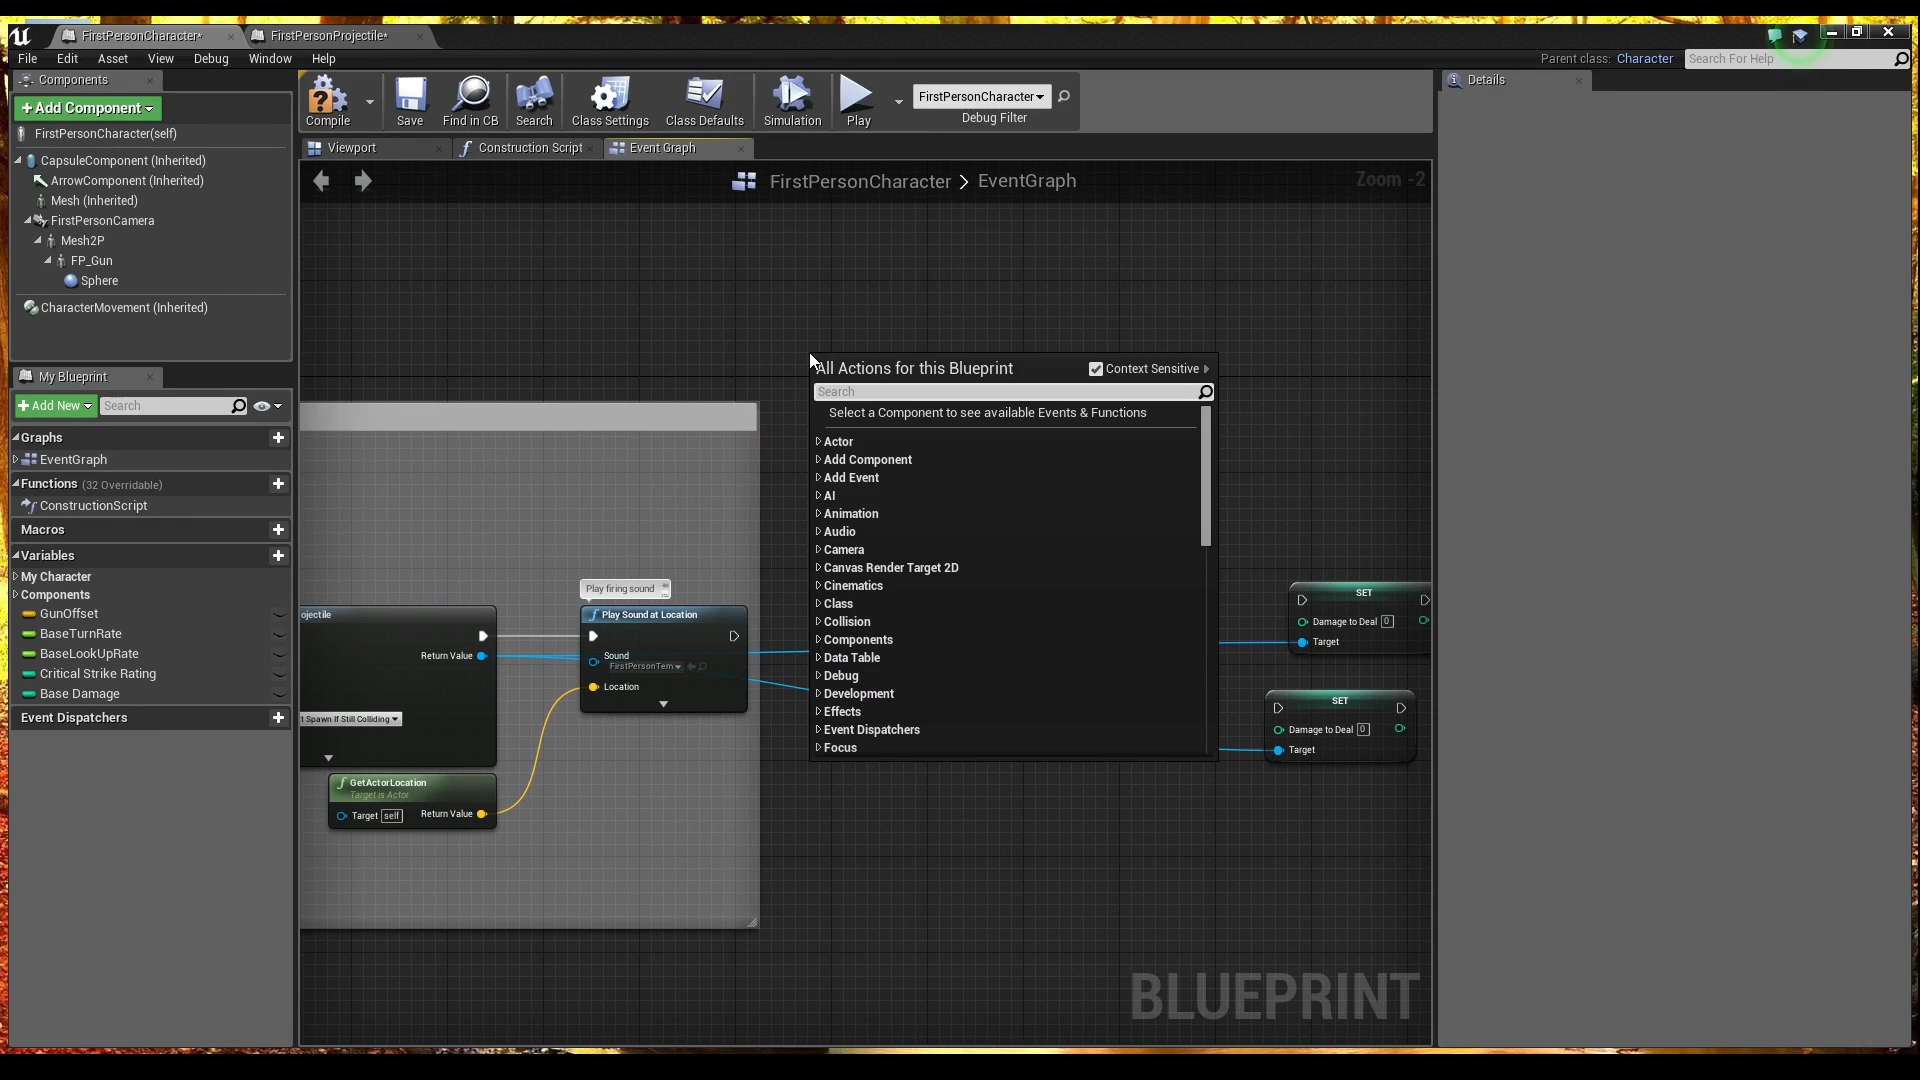 FirstPersonCharacter*
FirstPersonProjectile*
File Edit Asset View Debug Window Help
Parent class: Character
Search For Help
Components
+Add Component
FirstPersonCharacter(self)
CapsuleComponent (Inherited)
ArrowComponent (Inherited)
Mesh (Inherited)
FirstPersonCamera
Mesh2P
FP_Gun
Sphere
CharacterMovement (Inherited)
My Blueprint
+Add New
Search
Graphs
EventGraph
Functions (32 Overridable)
ConstructionScript
Macros
Variables
My Character
Components
GunOffset
BaseTurnRate
BaseLookUpRate
Critical Strike Rating
Base Damage
Event Dispatchers
Compile
Save
Find in CB
Search
Class Settings
Class Defaults
Simulation
Play
FirstPersonCharacter
Debug Filter
Viewport
Construction Script
Event Graph
FirstPersonCharacter > EventGraph
Zoom -2
ojectile
Return Value
t Spawn If Still Colliding
GetActorLocation
Target is Actor
Target self
Return Value
Play firing sound
Play Sound at Location
Sound
FirstPersonTem
Location
All Actions for this Blueprint
Context Sensitive
Search
Select a Component to see available Events & Functions
Actor
Add Component
Add Event
AI
Animation
Audio
Camera
Canvas Render Target 2D
Cinematics
Class
Collision
Components
Data Table
Debug
Development
Effects
Event Dispatchers
Focus
SET
Damage to Deal 0
Target
SET
Damage to Deal 0
Target
BLUEPRINT
Details